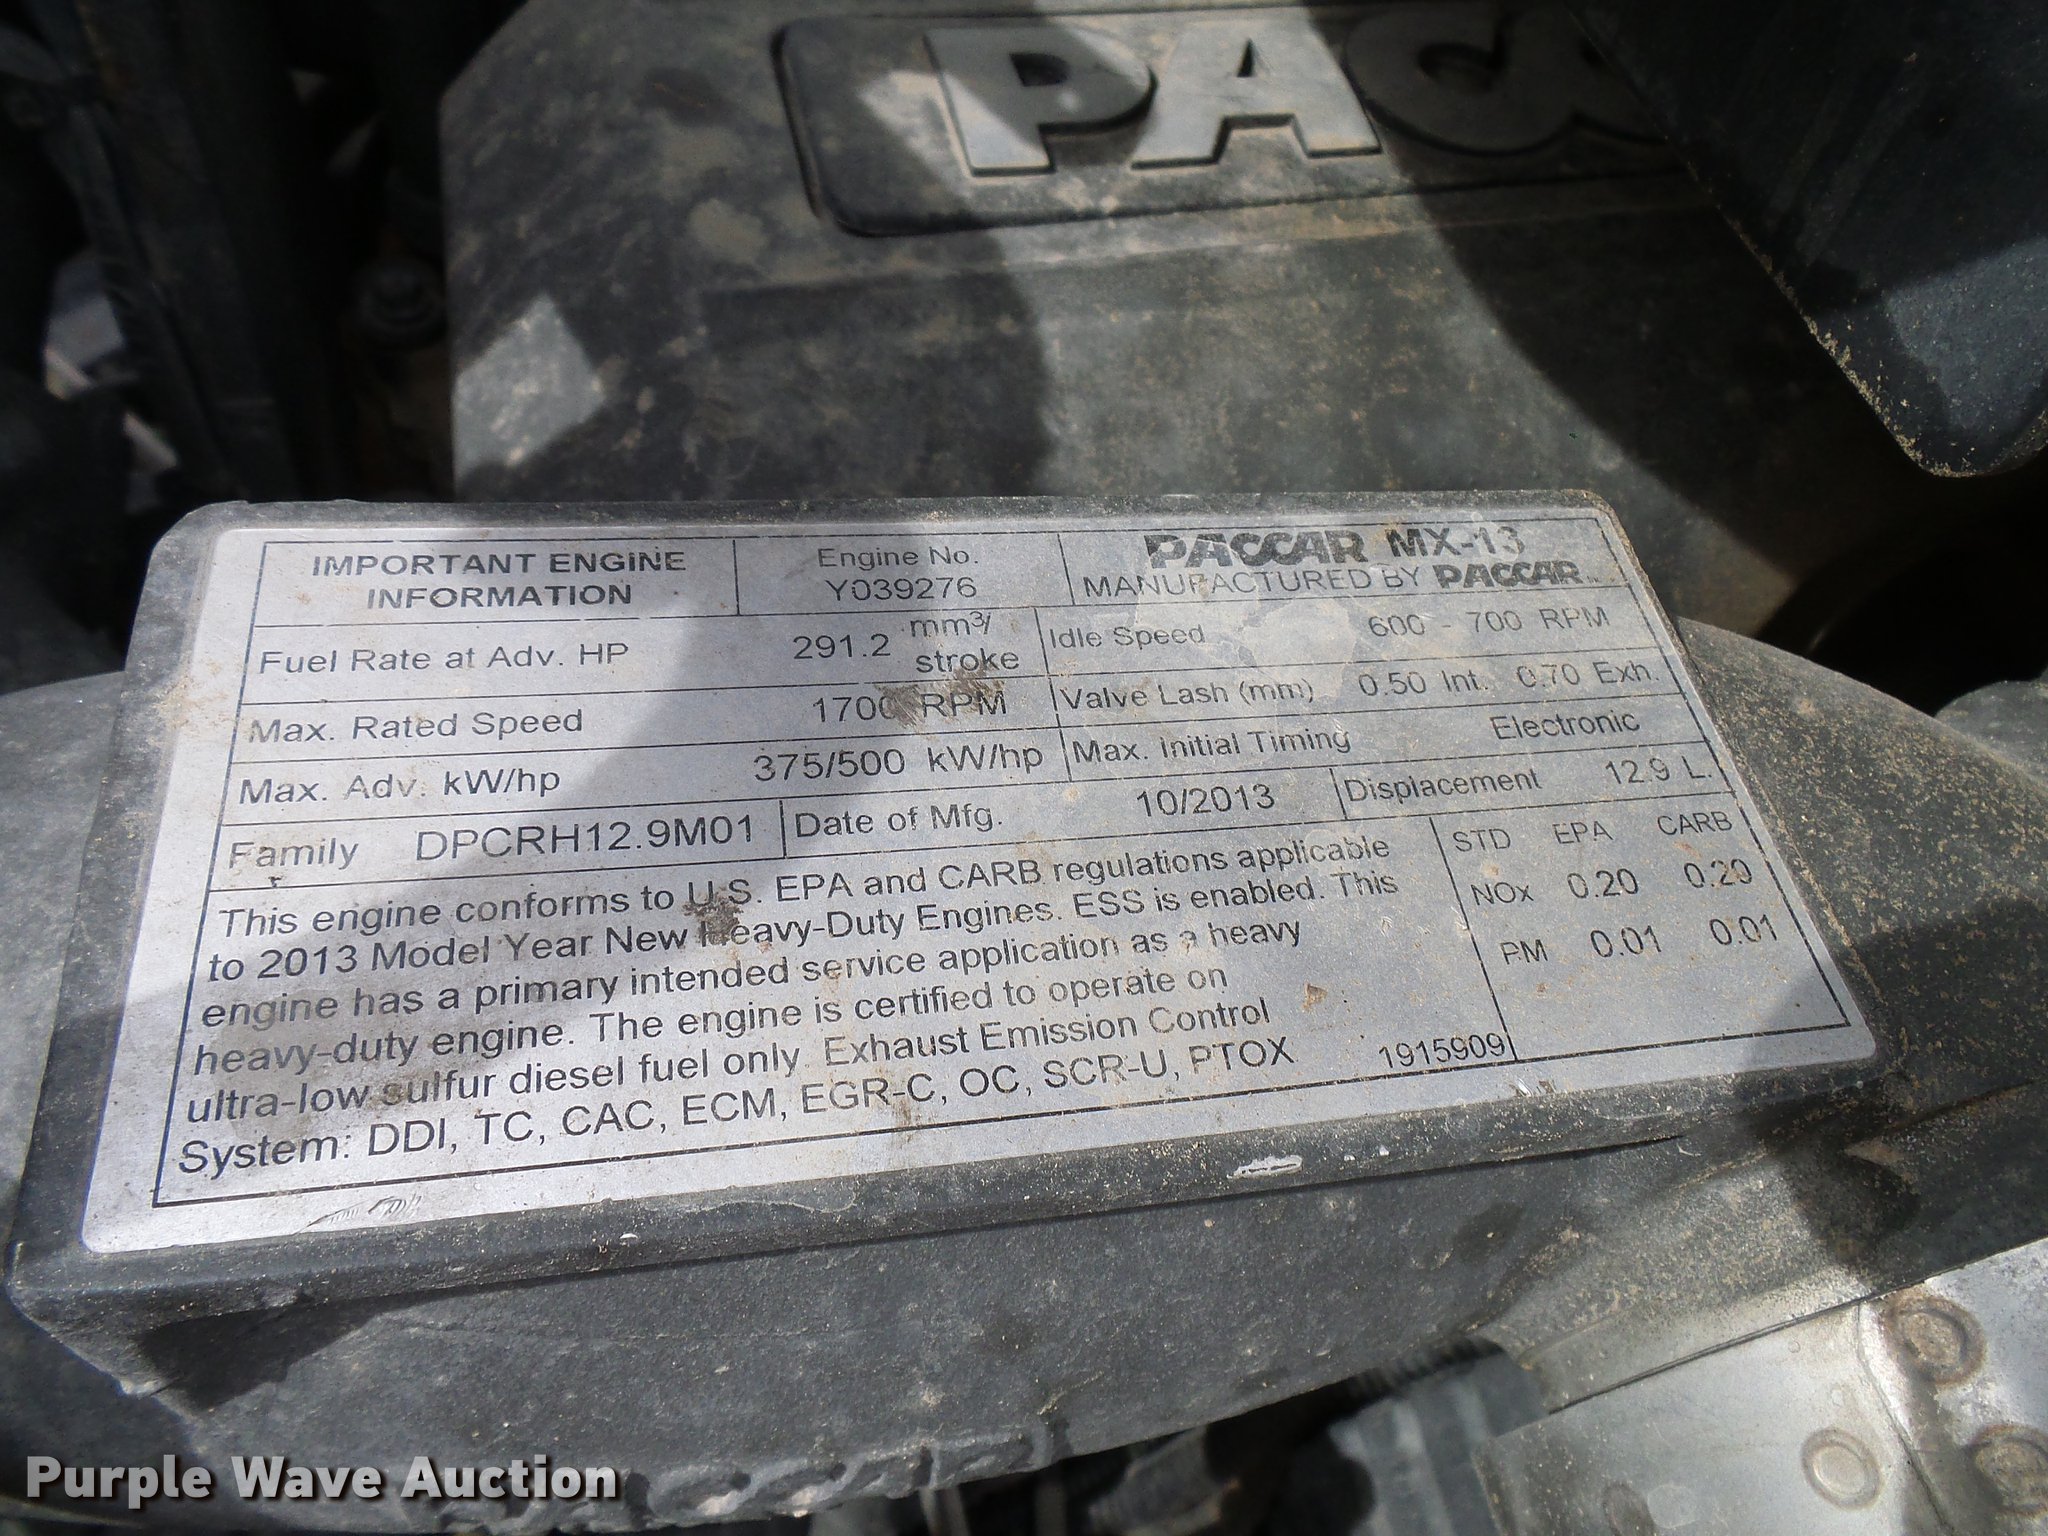 PACC
IMPORTANT ENGINE
INFORMATION
Engine No.
Y039276
PACCAR MX-13
MANUFACTURED BY PACCAR
Fuel Rate at Adv. HP 291.2 mm³/
stroke
Idle Speed 600 - 700 RPM
Max. Rated Speed 1700 RPM
Valve Lash (mm) 0.50 Int. 0.70 Exh.
Max. Adv. kW/hp 375/500 kW/hp
Max. Initial Timing Electronic
Family DPCRH12.9M01
Date of Mfg. 10/2013
Displacement 12.9 L.
This engine conforms to U.S. EPA and CARB regulations applicable
to 2013 Model Year New Heavy-Duty Engines. ESS is enabled. This
engine has a primary intended service application as a heavy
heavy-duty engine. The engine is certified to operate on
ultra-low sulfur diesel fuel only. Exhaust Emission Control
System: DDI, TC, CAC, ECM, EGR-C, OC, SCR-U, PTOX
1915909
STD EPA CARB
NOx 0.20 0.20
PM 0.01 0.01
Purple Wave Auction